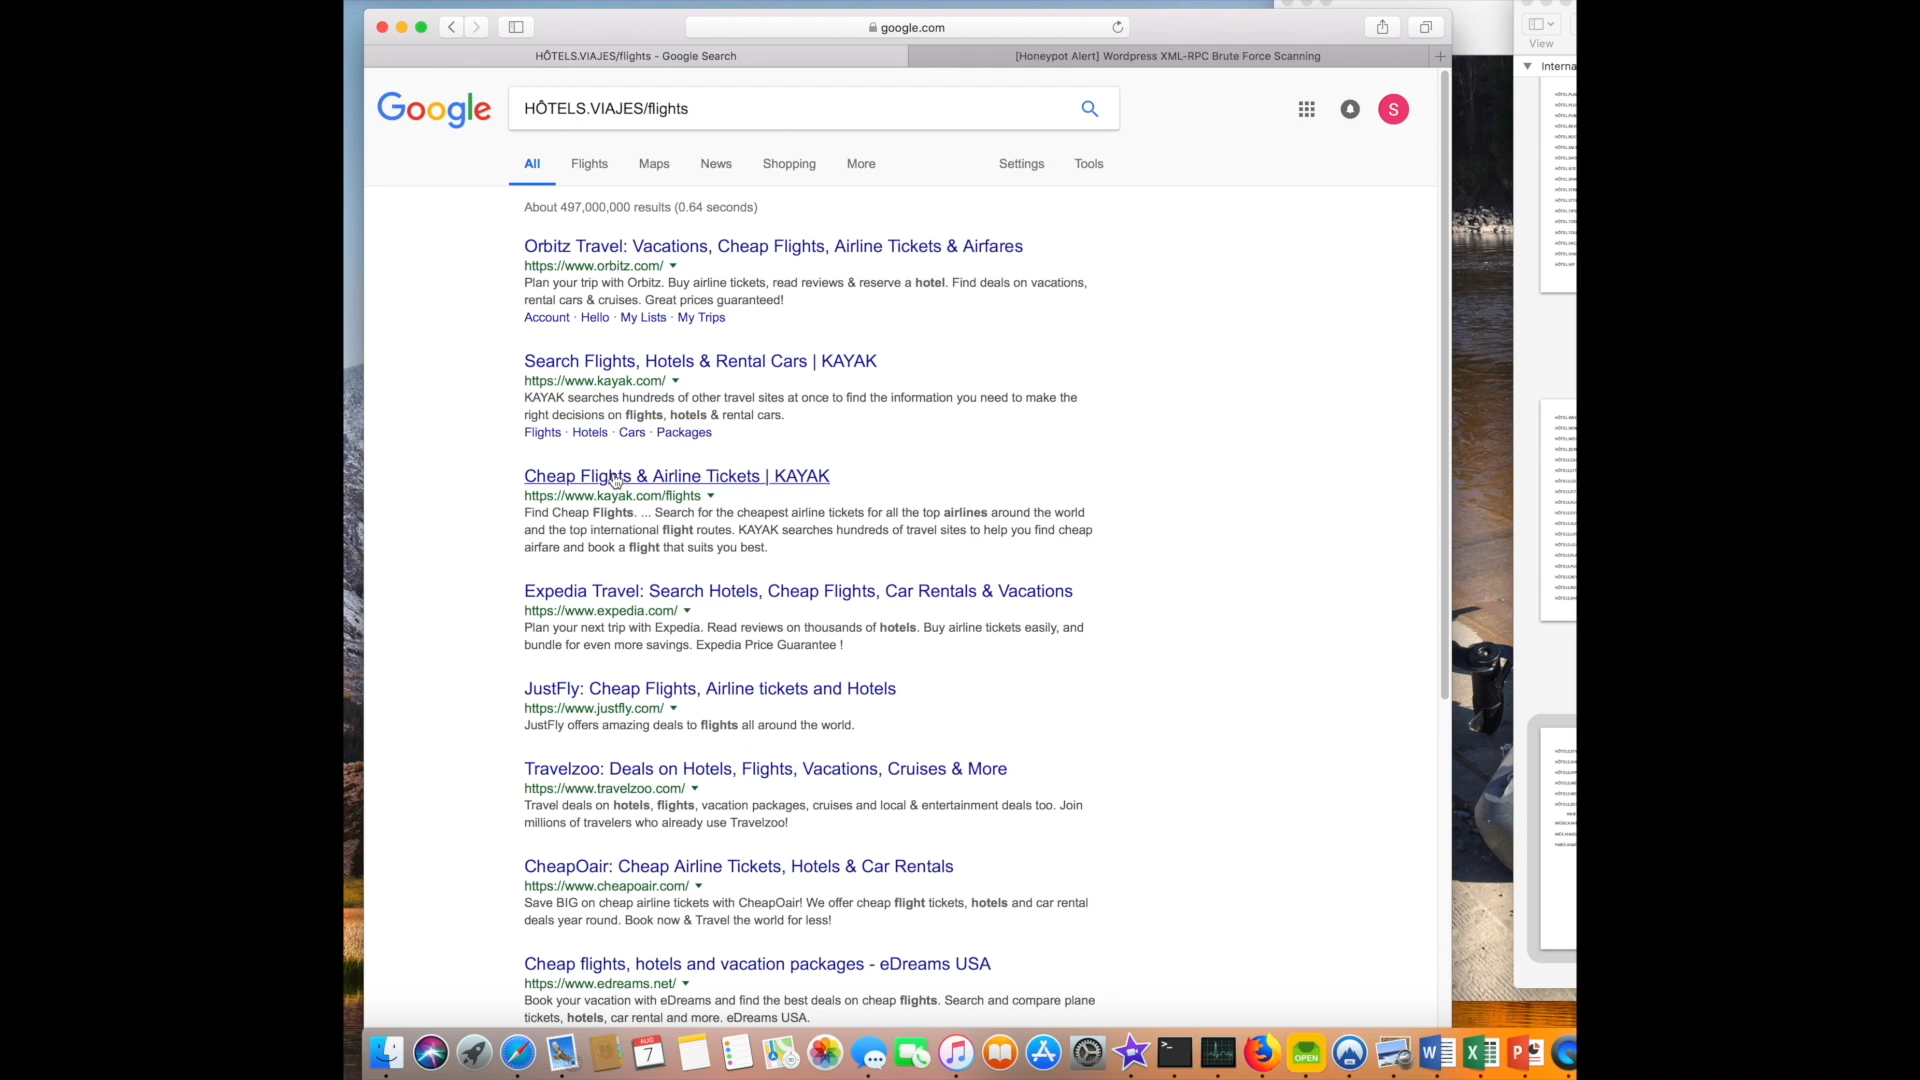 google.com
HÔTELS.VIAJES/flights - Google Search
[Honeypot Alert] Wordpress XML-RPC Brute Force Scanning
View
Interna
Google
HÔTELS.VIAJES/flights
S
All Flights Maps News Shopping More Settings Tools
About 497,000,000 results (0.64 seconds)
Orbitz Travel: Vacations, Cheap Flights, Airline Tickets & Airfares
https://www.orbitz.com/
Plan your trip with Orbitz. Buy airline tickets, read reviews & reserve a hotel. Find deals on vacations,
rental cars & cruises. Great prices guaranteed!
Account · Hello · My Lists · My Trips
Search Flights, Hotels & Rental Cars | KAYAK
https://www.kayak.com/
KAYAK searches hundreds of other travel sites at once to find the information you need to make the
right decisions on flights, hotels & rental cars.
Flights · Hotels · Cars · Packages
Cheap Flights & Airline Tickets | KAYAK
https://www.kayak.com/flights
Find Cheap Flights. ... Search for the cheapest airline tickets for all the top airlines around the world
and the top international flight routes. KAYAK searches hundreds of travel sites to help you find cheap
airfare and book a flight that suits you best.
Expedia Travel: Search Hotels, Cheap Flights, Car Rentals & Vacations
https://www.expedia.com/
Plan your next trip with Expedia. Read reviews on thousands of hotels. Buy airline tickets easily, and
bundle for even more savings. Expedia Price Guarantee !
JustFly: Cheap Flights, Airline tickets and Hotels
https://www.justfly.com/
JustFly offers amazing deals to flights all around the world.
Travelzoo: Deals on Hotels, Flights, Vacations, Cruises & More
https://www.travelzoo.com/
Travel deals on hotels, flights, vacation packages, cruises and local & entertainment deals too. Join
millions of travelers who already use Travelzoo!
CheapOair: Cheap Airline Tickets, Hotels & Car Rentals
https://www.cheapoair.com/
Save BIG on cheap airline tickets with CheapOair! We offer cheap flight tickets, hotels and car rental
deals year round. Book now & Travel the world for less!
Cheap flights, hotels and vacation packages - eDreams USA
https://www.edreams.net/
Book your vacation with eDreams and find the best deals on cheap flights. Search and compare plane
tickets, hotels, car rental and more. eDreams USA.
AUG
7
OPEN
W
X
P